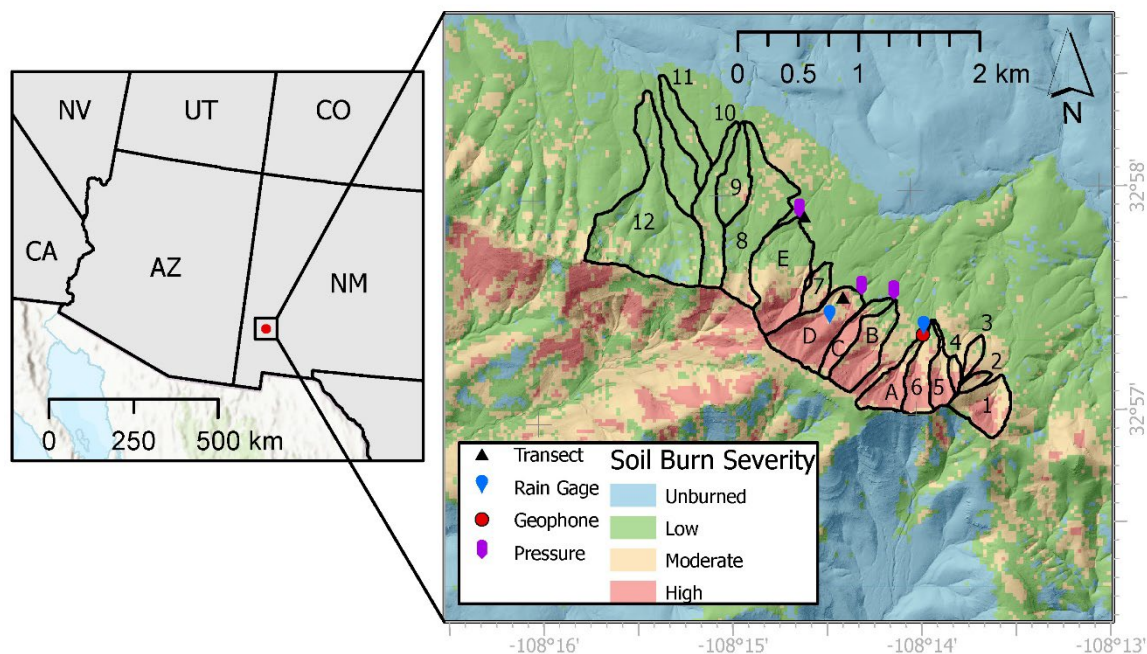 NV
UT
CO
CA
AZ
NM
0 250 500 km
0 0.5 1 2 km
N
11
10
9
12
8
E
7
D
C
B
A
6
5
4
3
2
1
Transect
Rain Gage
Geophone
Pressure
Soil Burn Severity
Unburned
Low
Moderate
High
32°58'
32°57'
-108°16' -108°15' -108°14' -108°13'